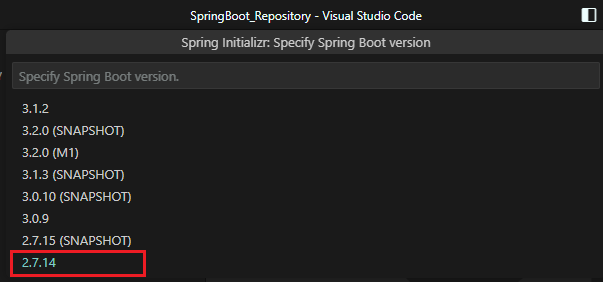 SpringBoot_Repository - Visual Studio Code
Spring Initializr: Specify Spring Boot version
Specify Spring Boot version.
3.1.2
3.2.0 (SNAPSHOT)
3.2.0 (M1)
3.1.3 (SNAPSHOT)
3.0.10 (SNAPSHOT)
3.0.9
2.7.15 (SNAPSHOT)
2.7.14